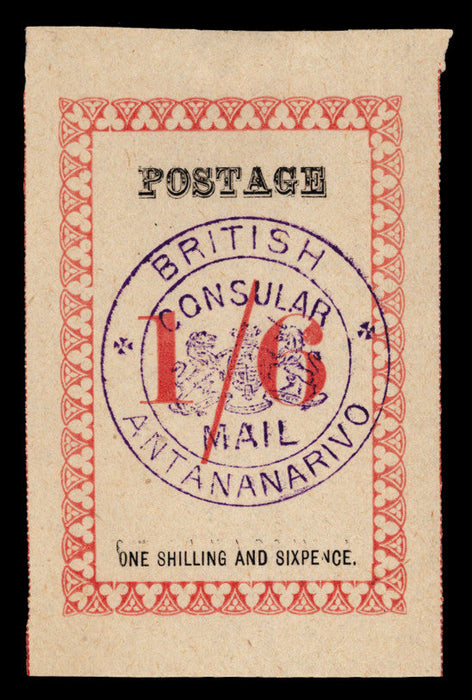 POSTAGE
BRITISH
CONSULAR
1/6
MAIL
ANTANANARIVO
ONE SHILLING AND SIXPENCE.